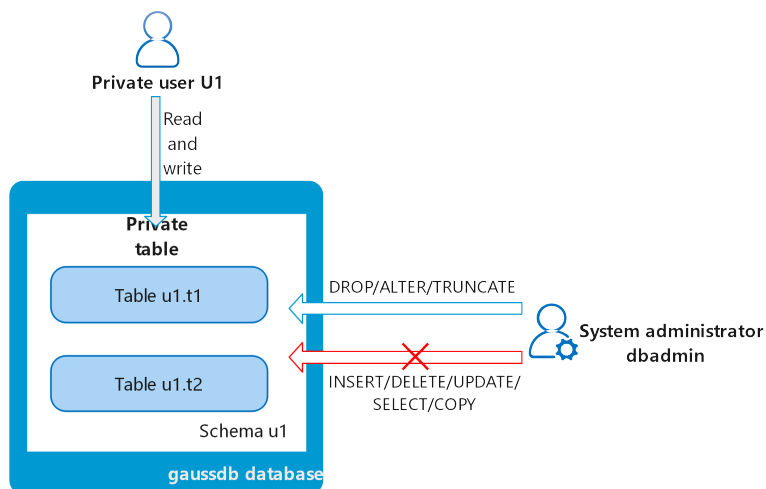 Private user U1
Read
and
write
Private
table
Table u1.t1
DROP/ALTER/TRUNCATE
System administrator
dbadmin
Table u1.t2
INSERT/DELETE/UPDATE/
SELECT/COPY
Schema u1
gaussdb database